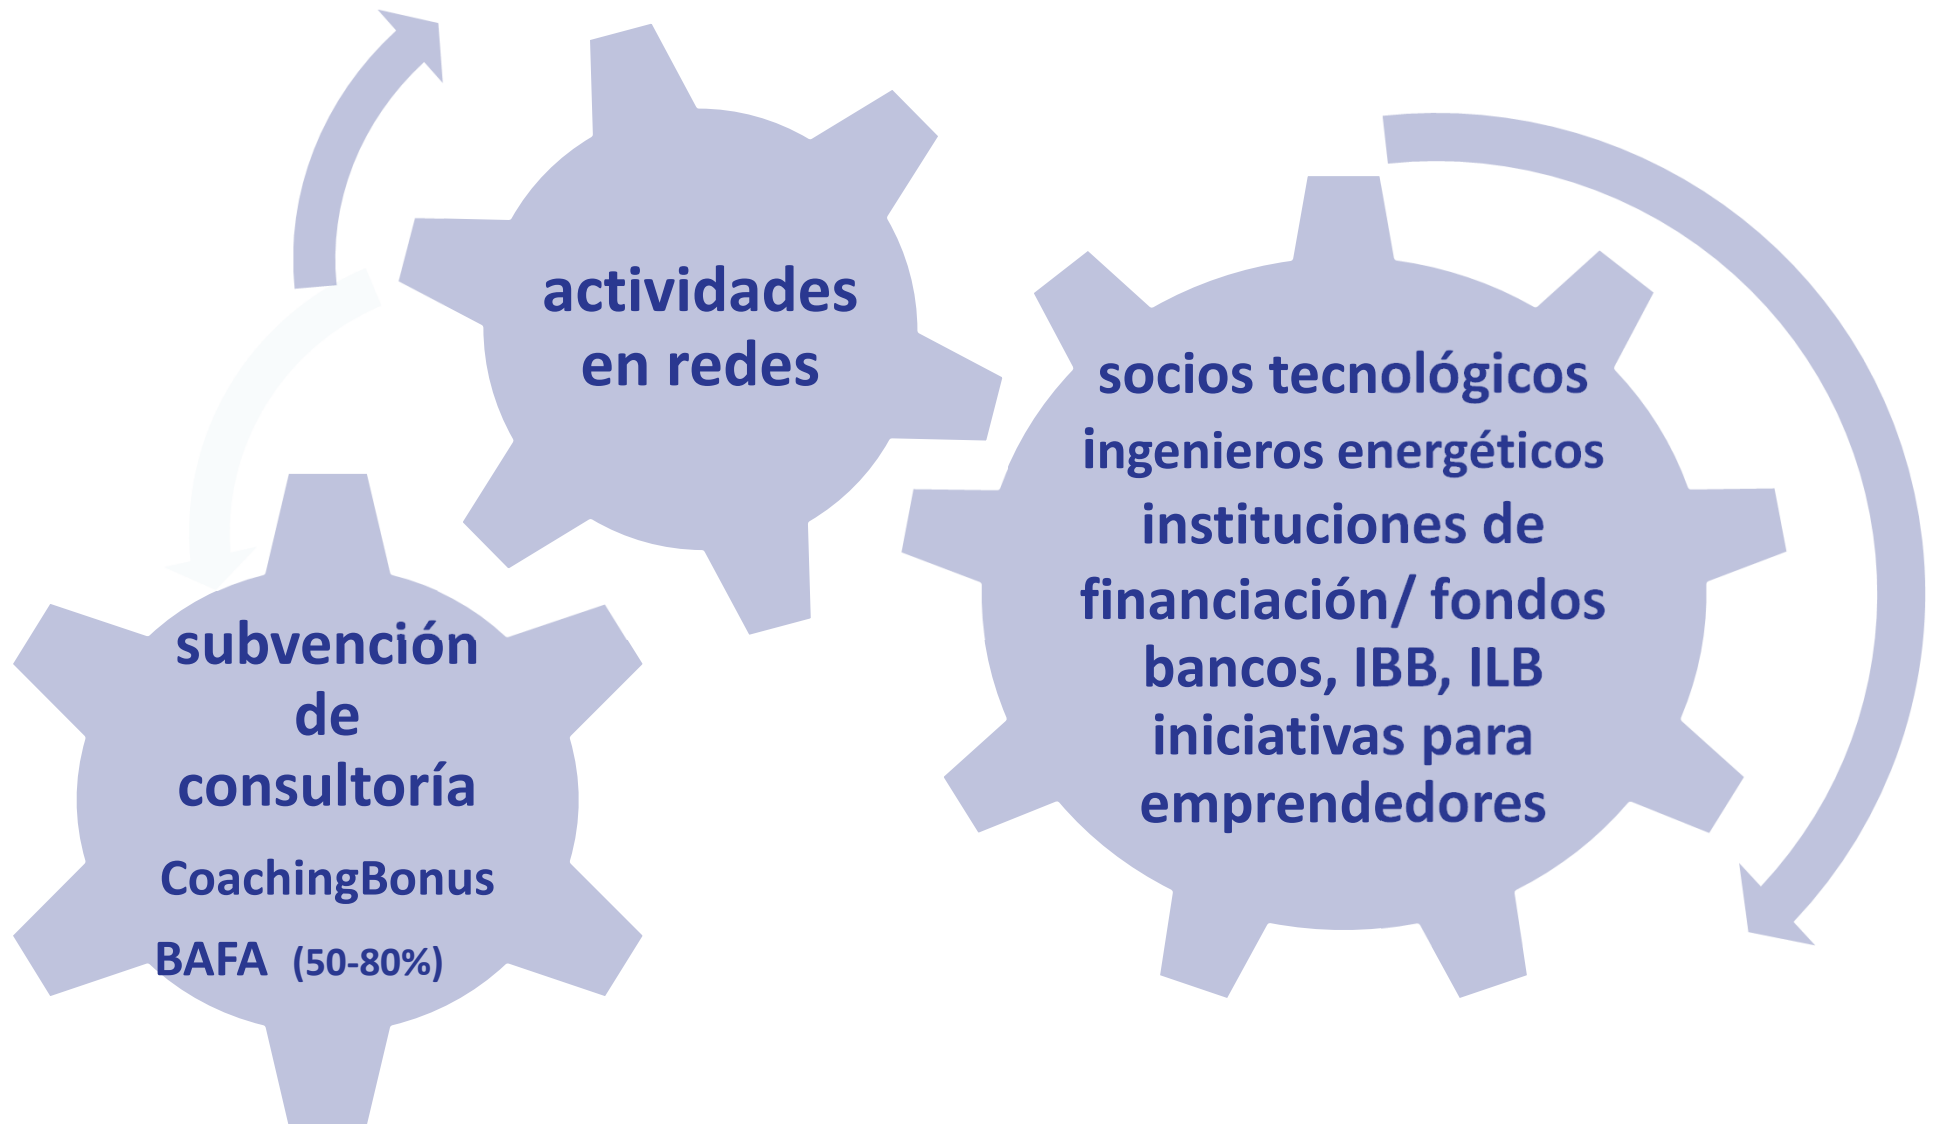 actividades
en redes
socios tecnológicos
ingenieros energéticos
instituciones de
financiación/ fondos
bancos, IBB, ILB
iniciativas para
emprendedores
subvención
de
consultoría
CoachingBonus
BAFA (50-80%)